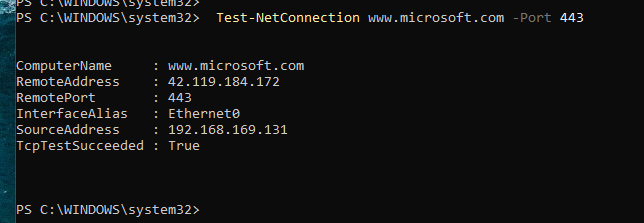 PS C:\WINDOWS\system32>
PS C:\WINDOWS\system32>  Test-NetConnection www.microsoft.com -Port 443
ComputerName     : www.microsoft.com
RemoteAddress    : 42.119.184.172
RemotePort       : 443
InterfaceAlias   : Ethernet0
SourceAddress    : 192.168.169.131
TcpTestSucceeded : True
PS C:\WINDOWS\system32>